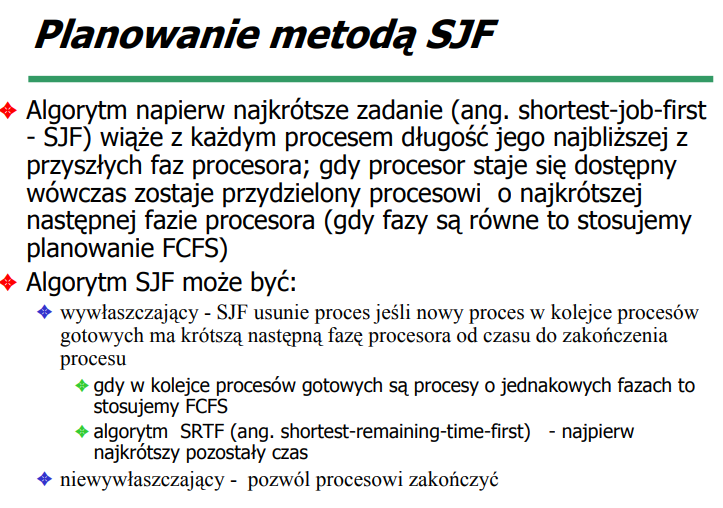 Planowanie metodą SJF
Algorytm napierw najkrótsze zadanie (ang. shortest-job-first
- SJF) wiąże z każdym procesem długość jego najbliższej z
przyszłych faz procesora; gdy procesor staje się dostępny
wówczas zostaje przydzielony procesowi o najkrótszej
następnej fazie procesora (gdy fazy są równe to stosujemy
planowanie FCFS)
Algorytm SJF może być:
wywłaszczający - SJF usunie proces jeśli nowy proces w kolejce procesów
gotowych ma krótszą następną fazę procesora od czasu do zakończenia
procesu
gdy w kolejce procesów gotowych są procesy o jednakowych fazach to
stosujemy FCFS
algorytm SRTF (ang. shortest-remaining-time-first) - najpierw
najkrótszy pozostały czas
niewywłaszczający - pozwól procesowi zakończyć